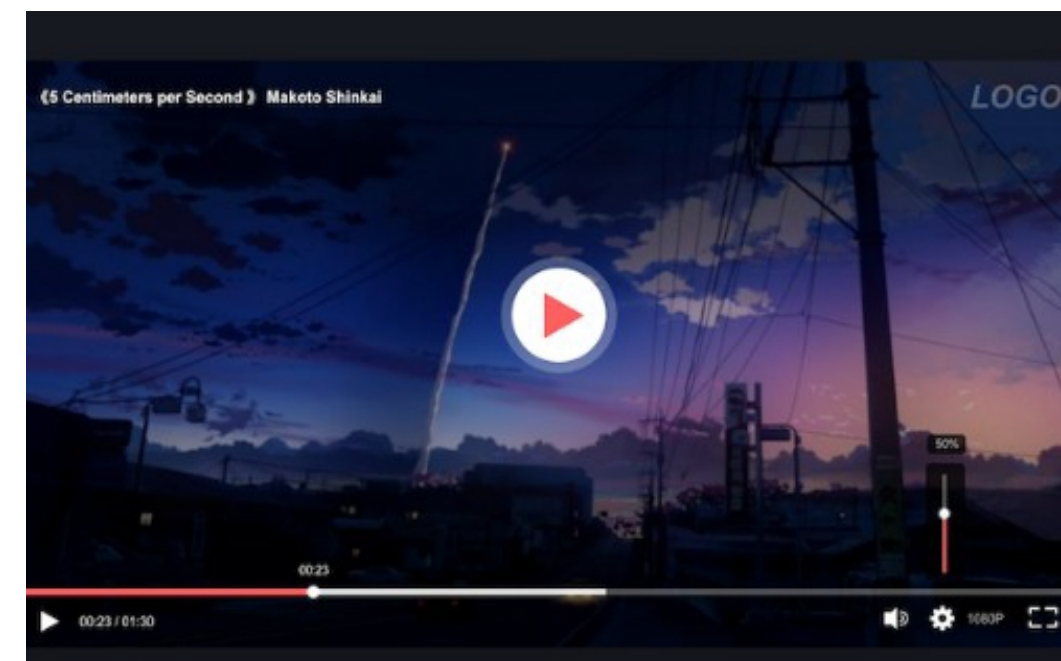 《5 Centimeters per Second 》 Makoto Shinkai
LOGO
50%
00:23
00:23 / 01:30
1080P